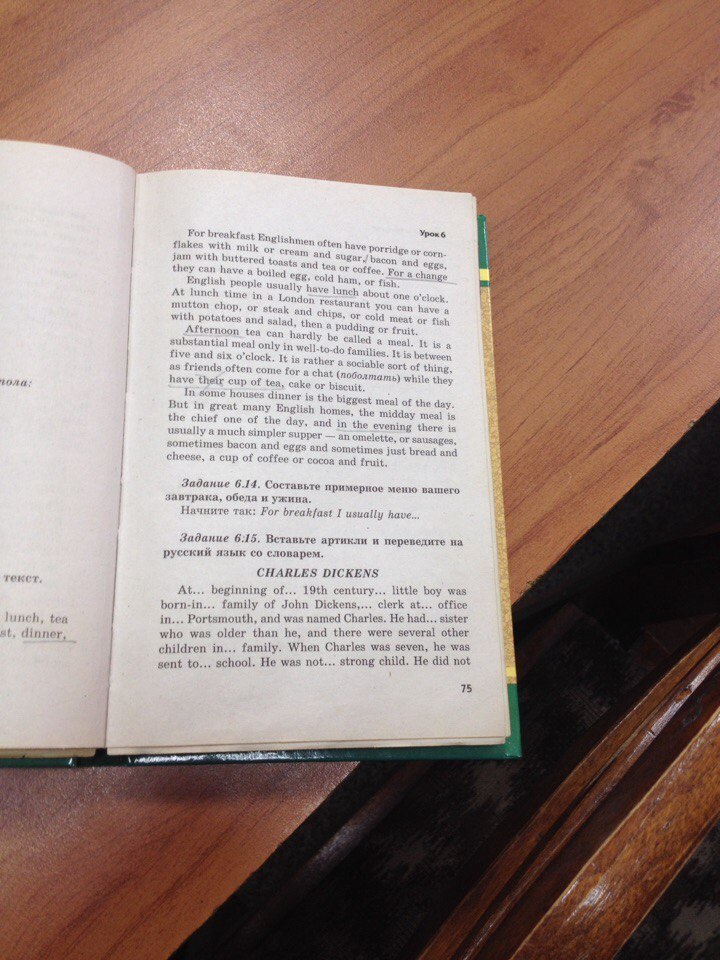 пола:
текст.
lunch, tea
st, dinner,
Урок 6
For breakfast Englishmen often have porridge or corn-
flakes with milk or cream and sugar, bacon and eggs,
jam with buttered toasts and tea or coffee. For a change
they can have a boiled egg, cold ham, or fish.
English people usually have lunch about one o'clock.
At lunch time in a London restaurant you can have a
mutton chop, or steak and chips, or cold meat or fish
with potatoes and salad, then a pudding or fruit.
Afternoon tea can hardly be called a meal. It is a
substantial meal only in well-to-do families. It is between
five and six o'clock. It is rather a sociable sort of thing,
as friends often come for a chat (поболтать) while they
have their cup of tea, cake or biscuit.
In some houses dinner is the biggest meal of the day.
But in great many English homes, the midday meal is
the chief one of the day, and in the evening there is
usually a much simpler supper — an omelette, or sausages,
sometimes bacon and eggs and sometimes just bread and
cheese, a cup of coffee or cocoa and fruit.
Задание 6.14. Составьте примерное меню вашего
завтрака, обеда и ужина.
Начните так: For breakfast I usually have...
Задание 6.15. Вставьте артикли и переведите на
русский язык со словарем.
CHARLES DICKENS
At... beginning of... 19th century... little boy was
born-in... family of John Dickens,... clerk at... office
in... Portsmouth, and was named Charles. He had... sister
who was older than he, and there were several other
children in... family. When Charles was seven, he was
sent to... school. He was not... strong child. He did not
75